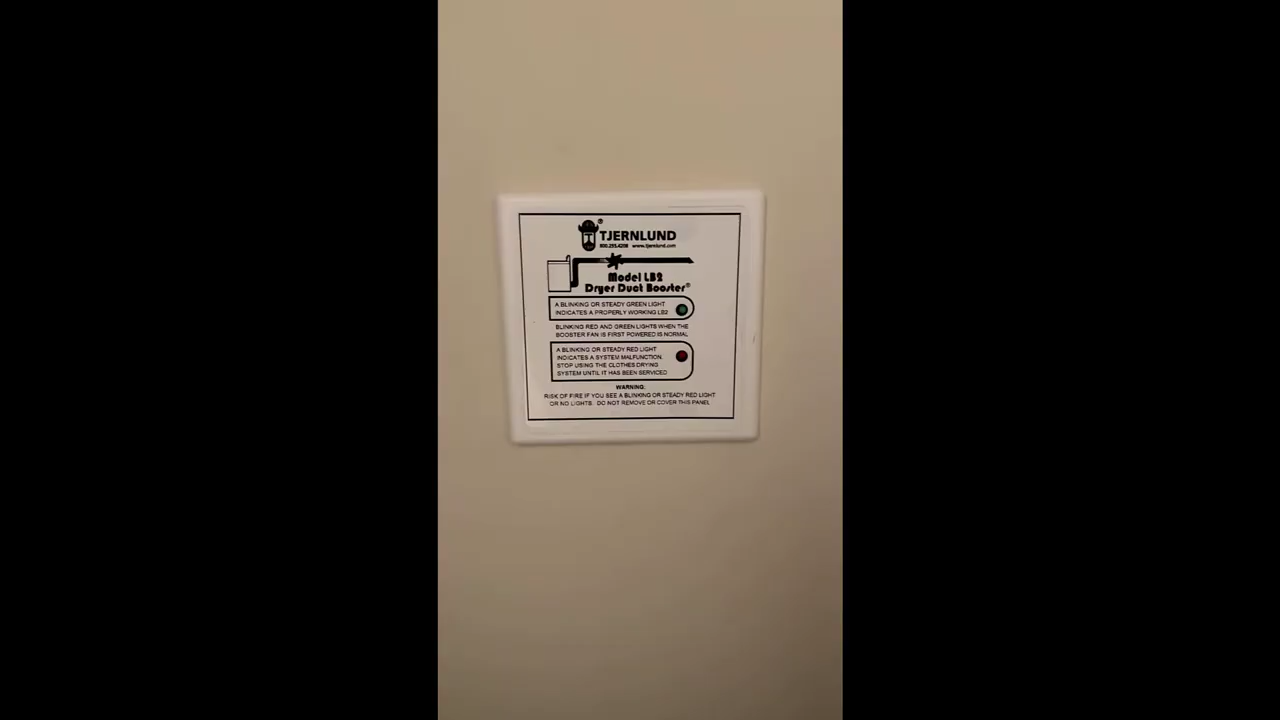 TJERNLUND
800.255.4208 www.tjernlund.com
Model LB2
Dryer Duct Booster®
A BLINKING OR STEADY GREEN LIGHT
INDICATES A PROPERLY WORKING LB2
BLINKING RED AND GREEN LIGHTS WHEN THE
BOOSTER FAN IS FIRST POWERED IS NORMAL
A BLINKING OR STEADY RED LIGHT
INDICATES A SYSTEM MALFUNCTION.
STOP USING THE CLOTHES DRYING
SYSTEM UNTIL IT HAS BEEN SERVICED
WARNING:
RISK OF FIRE IF YOU SEE A BLINKING OR STEADY RED LIGHT
OR NO LIGHTS. DO NOT REMOVE OR COVER THIS PANEL